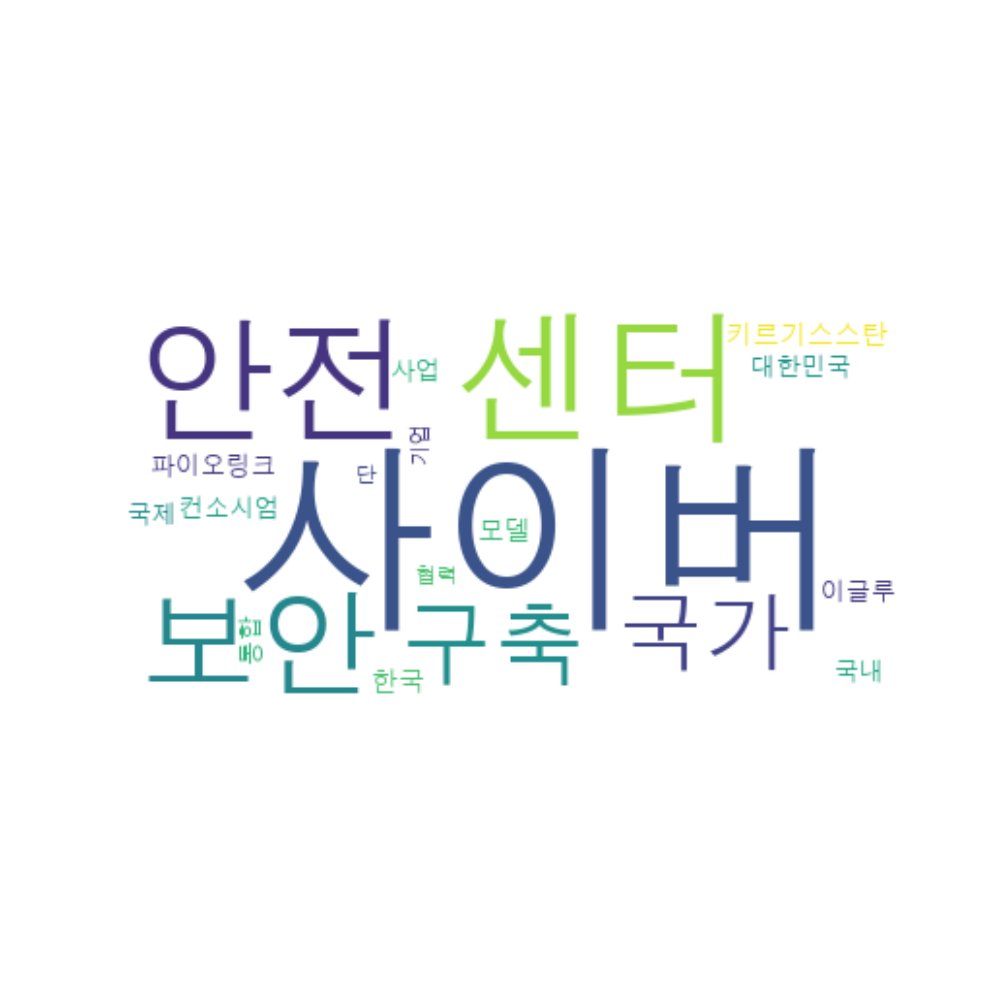 안전
센터
키르기스스탄
대한민국
사업
기업
파이오링크
단
국제
컨소시엄
사이버
모델
협력
이글루
보안
통합
구축
국가
한국
국내